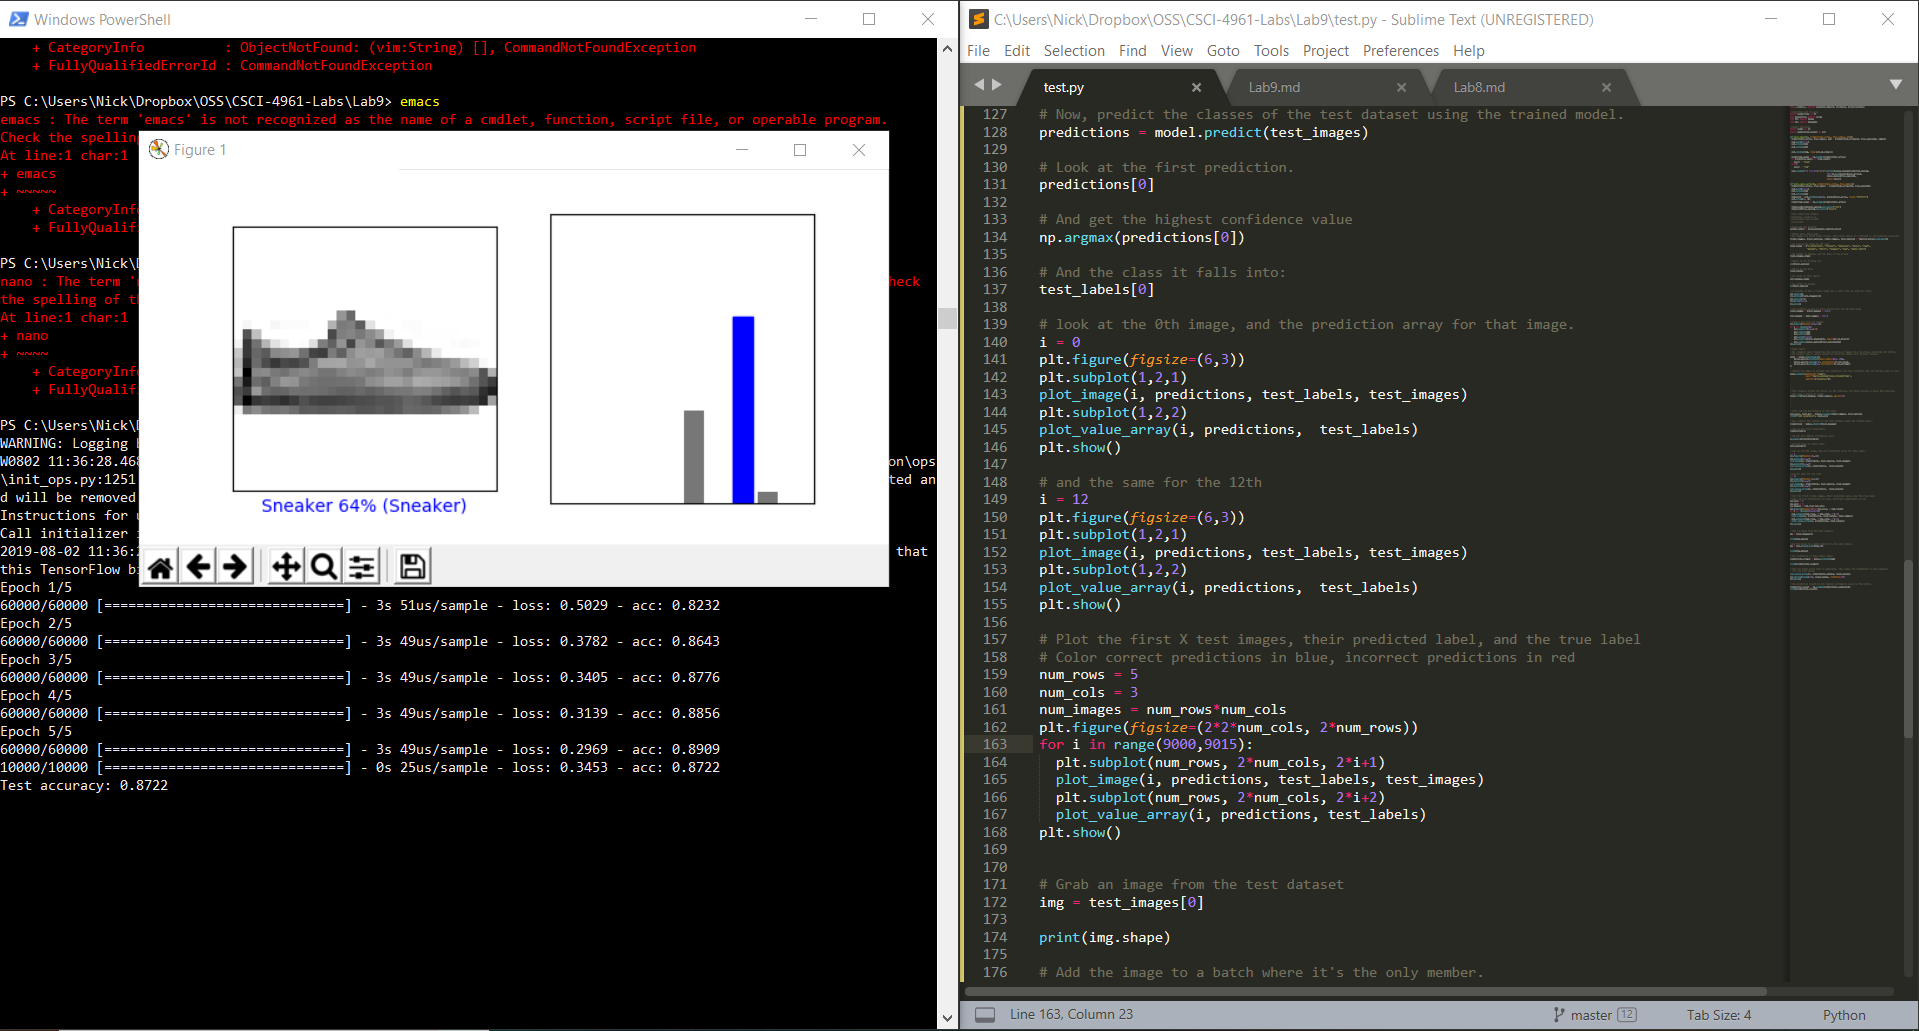 Windows PowerShell
+ CategoryInfo : ObjectNotFound: (vim:String) [], CommandNotFoundException
+ FullyQualifiedErrorId : CommandNotFoundException
PS C:\Users\Nick\Dropbox\OSS\CSCI-4961-Labs\Lab9> emacs
emacs : The term 'emacs' is not recognized as the name of a cmdlet, function, script file, or operable program.
Check the spelling
At line:1 char:1
+ emacs
+ ~~~~~
+ CategoryInfo
+ FullyQualifi
PS C:\Users\Nick\
nano : The term ' heck
the spelling of t
At line:1 char:1
+ nano
+ ~~~~
+ CategoryInfo
+ FullyQualifi
PS C:\Users\Nick\
WARNING: Logging
W0802 11:36:28.46 on\ops
\init_ops.py:1251 ted an
d will be removed
Instructions for
Call initializer
2019-08-02 11:36: that
this TensorFlow b
Epoch 1/5
60000/60000 [==============================] - 3s 51us/sample - loss: 0.5029 - acc: 0.8232
Epoch 2/5
60000/60000 [==============================] - 3s 49us/sample - loss: 0.3782 - acc: 0.8643
Epoch 3/5
60000/60000 [==============================] - 3s 49us/sample - loss: 0.3405 - acc: 0.8776
Epoch 4/5
60000/60000 [==============================] - 3s 49us/sample - loss: 0.3139 - acc: 0.8856
Epoch 5/5
60000/60000 [==============================] - 3s 49us/sample - loss: 0.2969 - acc: 0.8909
10000/10000 [==============================] - 0s 25us/sample - loss: 0.3453 - acc: 0.8722
Test accuracy: 0.8722
Figure 1
Sneaker 64% (Sneaker)
C:\Users\Nick\Dropbox\OSS\CSCI-4961-Labs\Lab9\test.py - Sublime Text (UNREGISTERED)
File Edit Selection Find View Goto Tools Project Preferences Help
test.py Lab9.md Lab8.md
127 # Now, predict the classes of the test dataset using the trained model.
128 predictions = model.predict(test_images)
129
130 # Look at the first prediction.
131 predictions[0]
132
133 # And get the highest confidence value
134 np.argmax(predictions[0])
135
136 # And the class it falls into:
137 test_labels[0]
138
139 # look at the 0th image, and the prediction array for that image.
140 i = 0
141 plt.figure(figsize=(6,3))
142 plt.subplot(1,2,1)
143 plot_image(i, predictions, test_labels, test_images)
144 plt.subplot(1,2,2)
145 plot_value_array(i, predictions,  test_labels)
146 plt.show()
147
148 # and the same for the 12th
149 i = 12
150 plt.figure(figsize=(6,3))
151 plt.subplot(1,2,1)
152 plot_image(i, predictions, test_labels, test_images)
153 plt.subplot(1,2,2)
154 plot_value_array(i, predictions,  test_labels)
155 plt.show()
156
157 # Plot the first X test images, their predicted label, and the true label
158 # Color correct predictions in blue, incorrect predictions in red
159 num_rows = 5
160 num_cols = 3
161 num_images = num_rows*num_cols
162 plt.figure(figsize=(2*2*num_cols, 2*num_rows))
163 for i in range(9000,9015):
164 plt.subplot(num_rows, 2*num_cols, 2*i+1)
165 plot_image(i, predictions, test_labels, test_images)
166 plt.subplot(num_rows, 2*num_cols, 2*i+2)
167 plot_value_array(i, predictions, test_labels)
168 plt.show()
169
170
171 # Grab an image from the test dataset
172 img = test_images[0]
173
174 print(img.shape)
175
176 # Add the image to a batch where it's the only member.
Line 163, Column 23 master 12 Tab Size: 4 Python